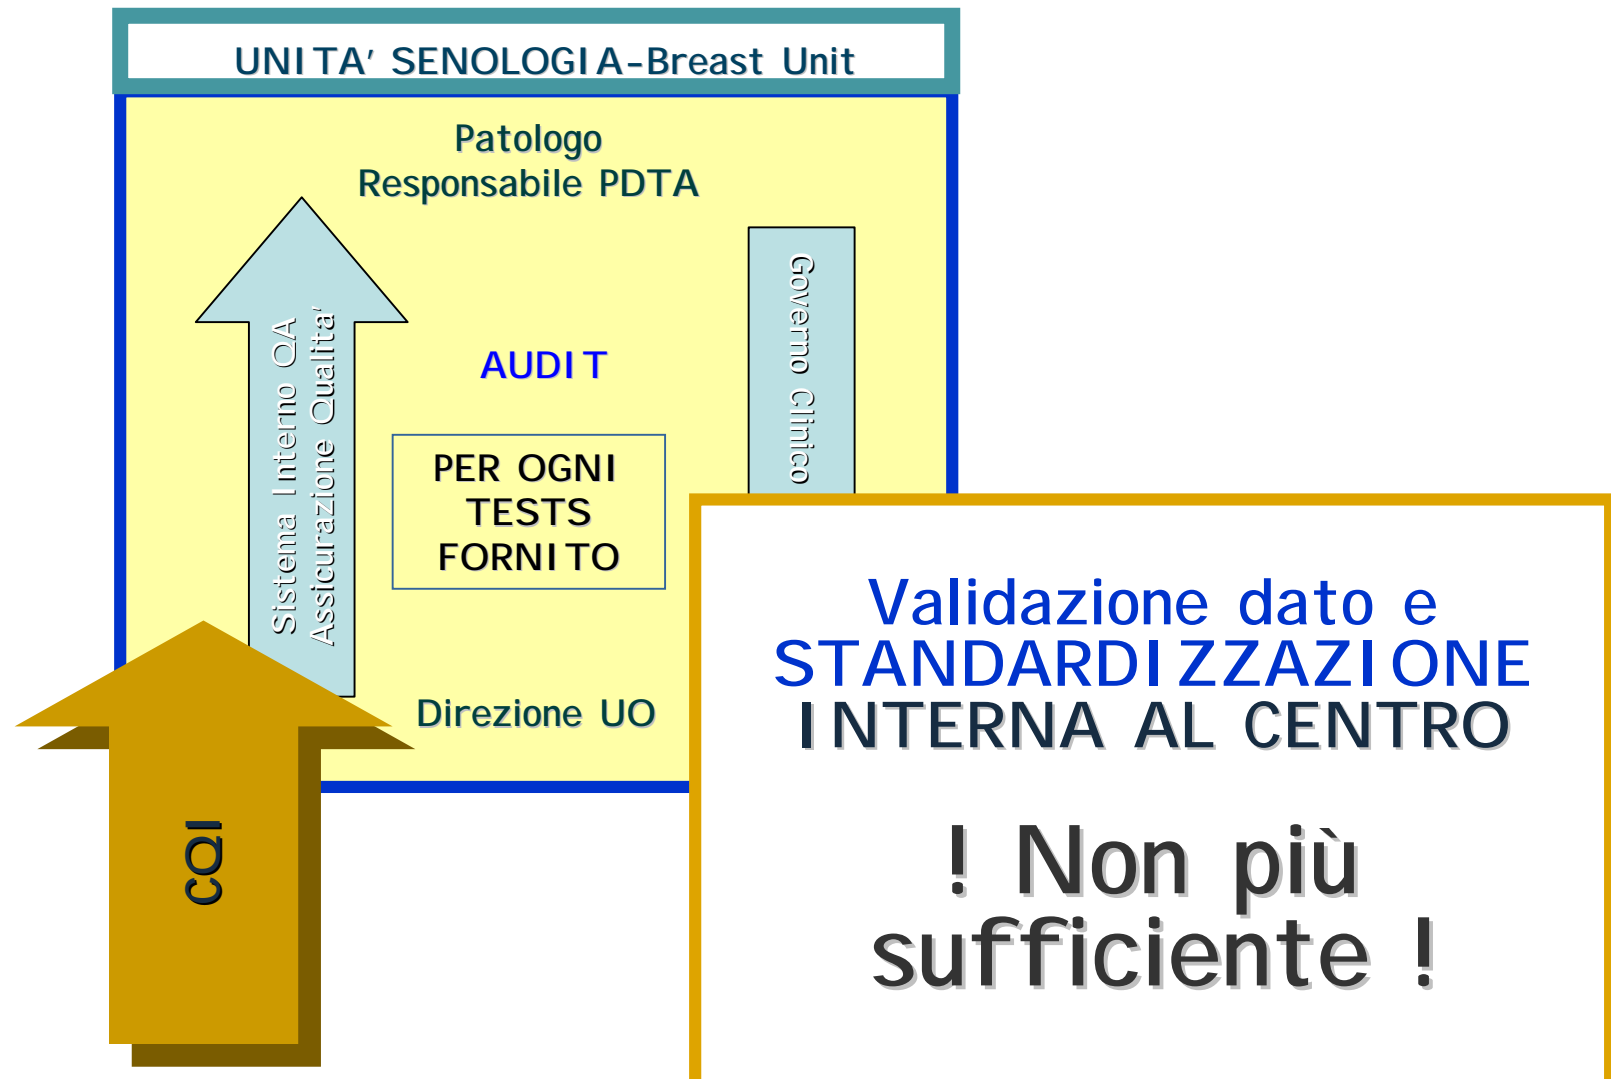 UNITA' SENOLOGIA-Breast Unit
Patologo
Responsabile PDTA
Sistema Interno QA
Assicurazione Qualita'
AUDIT
Governo Clinico
PER OGNI
TESTS
FORNITO
Direzione UO
CQI
Validazione dato e
STANDARDIZZAZIONE
INTERNA AL CENTRO
! Non più
sufficiente !